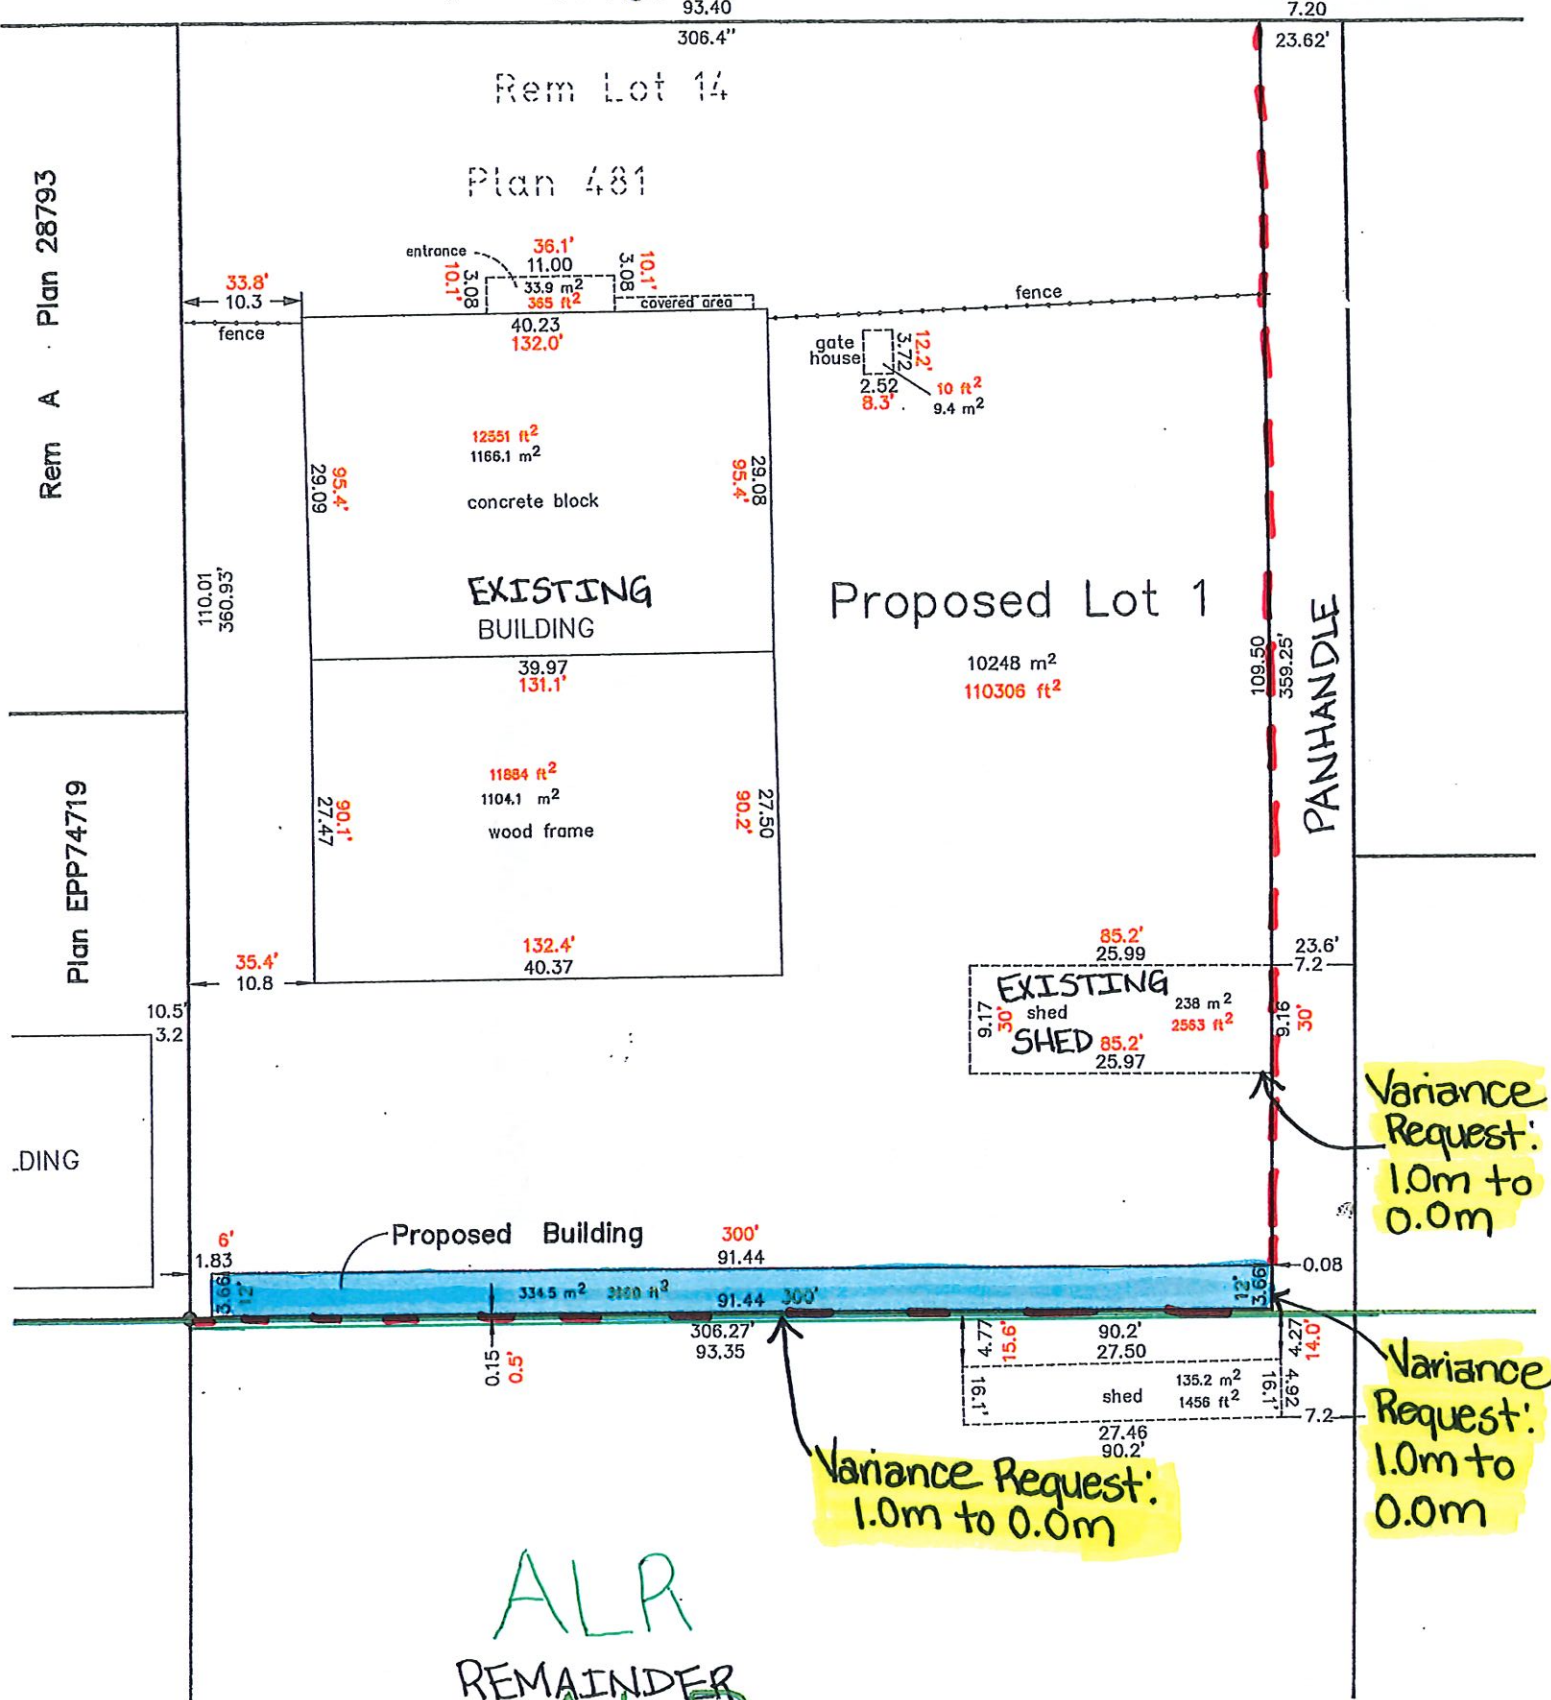 93.40
306.4"
7.20
23.62'
Rem Lot 14
Plan 481
Rem A Plan 28793
entrance
36.1'
11.00
3.08
10.1'
3.08
10.1'
33.9 m²
365 ft²
covered area
33.8'
10.3
fence
40.23
132.0'
fence
gate
house
3.72
12.2'
2.52
8.3'
10 ft²
9.4 m²
12551 ft²
1166.1 m²
concrete block
29.09
95.4'
29.08
95.4'
EXISTING
BUILDING
110.01
360.93'
39.97
131.1'
Proposed Lot 1
10248 m²
110306 ft²
109.50
359.25'
PANHANDLE
11884 ft²
1104.1 m²
wood frame
27.47
90.1'
27.50
90.2'
Plan EPP74719
132.4'
40.37
35.4'
10.8
10.5'
3.2
85.2'
25.99
23.6'
7.2
EXISTING
shed
SHED
238 m²
2563 ft²
9.17
30'
9.16
30'
85.2'
25.97
Variance
Request:
1.0m to
0.0m
DING
6'
1.83
Proposed Building
300'
91.44
0.08
3.66
12'
334.5 m²
91.44 300'
12'
3.66
306.27'
93.35
0.15
0.5'
4.77
15.6'
90.2'
27.50
4.27
14.0'
16.1'
shed
135.2 m²
1456 ft²
16.1'
4.92
7.2
27.46
90.2'
Variance
Request:
1.0m to
0.0m
Variance Request:
1.0m to 0.0m
ALR
REMAINDER